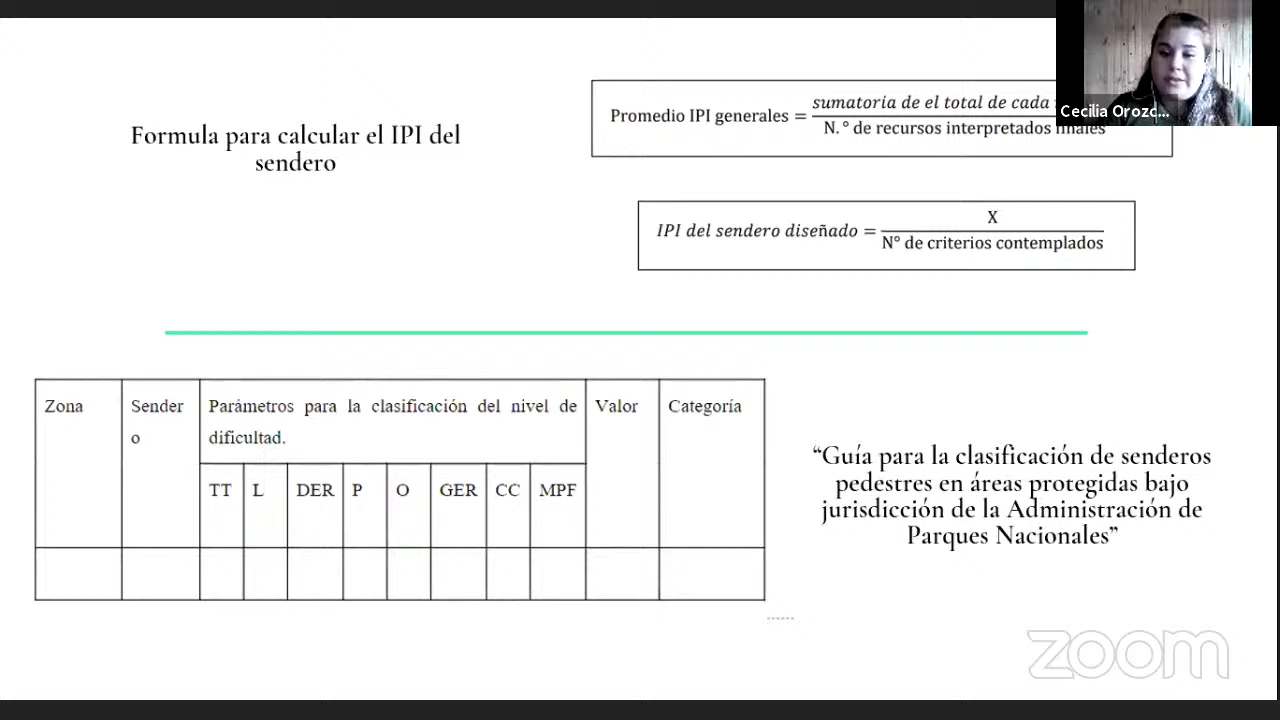 Formula para calcular el IPI del
sendero
Promedio IPI generales = sumatoria de el total de cada
N.° de recursos interpretados finales
IPI del sendero diseñado = X
N° de criterios contemplados
Cecilia Orozc...
Zona
Sender
o
Parámetros para la clasificación del nivel de
dificultad.
Valor
Categoría
TT
L
DER
P
O
GER
CC
MPF
“Guía para la clasificación de senderos
pedestres en áreas protegidas bajo
jurisdicción de la Administración de
Parques Nacionales”
zoom